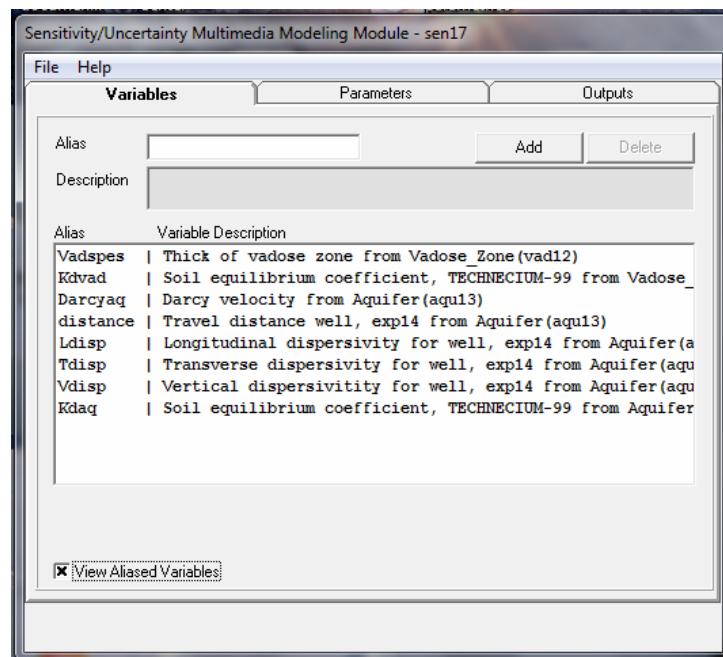 Sensitivity/Uncertainty Multimedia Modeling Module - sen17
File Help
Variables Parameters Outputs
Alias Add Delete
Description
Alias Variable Description
Vadspes | Thick of vadose zone from Vadose_Zone(vad12)
Kdvad | Soil equilibrium coefficient, TECHNECIUM-99 from Vadose_
Darcyaq | Darcy velocity from Aquifer(aqu13)
distance | Travel distance well, exp14 from Aquifer(aqu13)
Ldisp | Longitudinal dispersivity for well, exp14 from Aquifer(a
Tdisp | Transverse dispersivity for well, exp14 from Aquifer(aqu
Vdisp | Vertical dispersivitity for well, exp14 from Aquifer(aqu
Kdaq | Soil equilibrium coefficient, TECHNECIUM-99 from Aquifer
View Aliased Variables